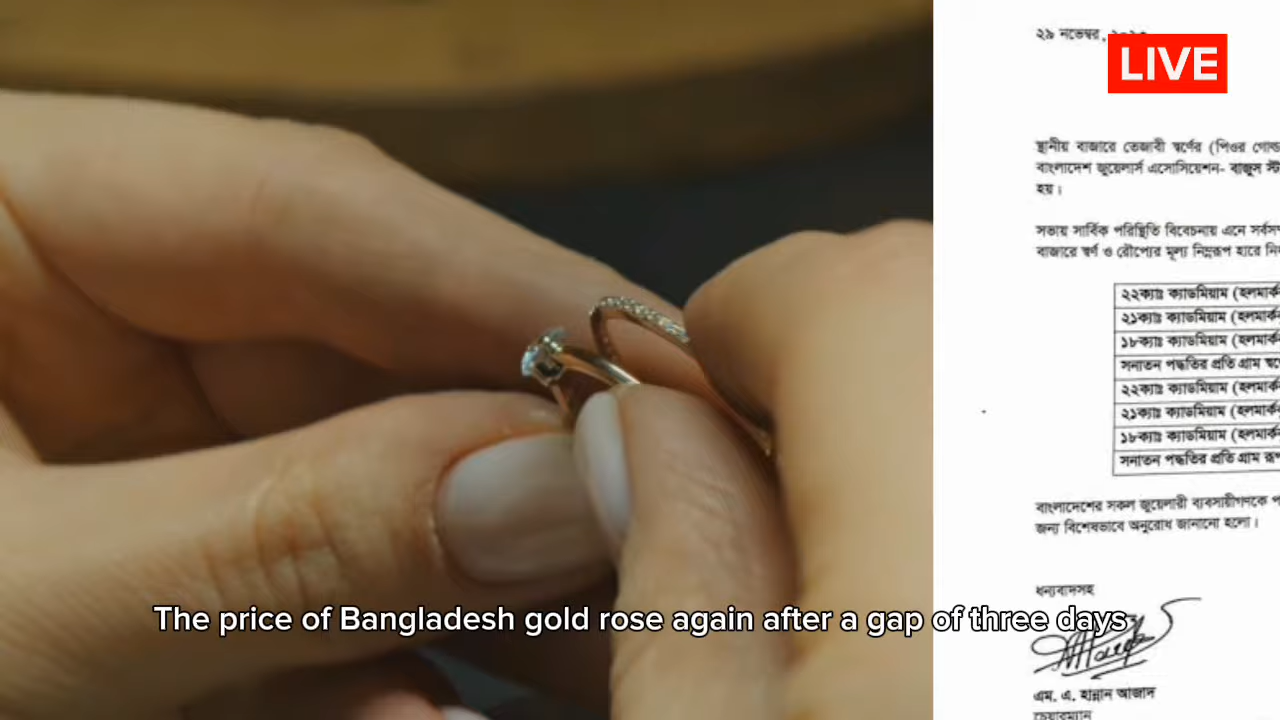 ২৯ নভেম্বর,
LIVE
স্থানীয় বাজারে তেজাবী স্বর্ণের (পিওর গোল্ড
বাংলাদেশ জুয়েলার্স এসোসিয়েশন- বাজুস
হয়।
সভায় সার্বিক পরিস্থিতি বিবেচনায় এনে
বাজারে স্বর্ণ ও রৌপ্যের মূল্য নিম্নরূপ হারে
২২ক্যাঃ ক্যাডমিয়াম (হলমার্ক
২১ক্যাঃ ক্যাডমিয়াম (হলমার্ক
১৮ক্যাঃ ক্যাডমিয়াম (হলমার্ক
সনাতন পদ্ধতির প্রতি গ্রাম
২২ক্যাঃ ক্যাডমিয়াম (হলমার্ক
২১ক্যাঃ ক্যাডমিয়াম (হলমার্ক
১৮ক্যাঃ ক্যাডমিয়াম (হলমার্ক
সনাতন পদ্ধতির প্রতি গ্রাম
বাংলাদেশের সকল জুয়েলারী ব্যবসায়ীগণকে
জন্য বিশেষভাবে অনুরোধ জানানো হলো।
ধন্যবাদসহ
The price of Bangladesh gold rose again after a gap of three days
এম. এ. হান্নান আজাদ
চেয়ারম্যান